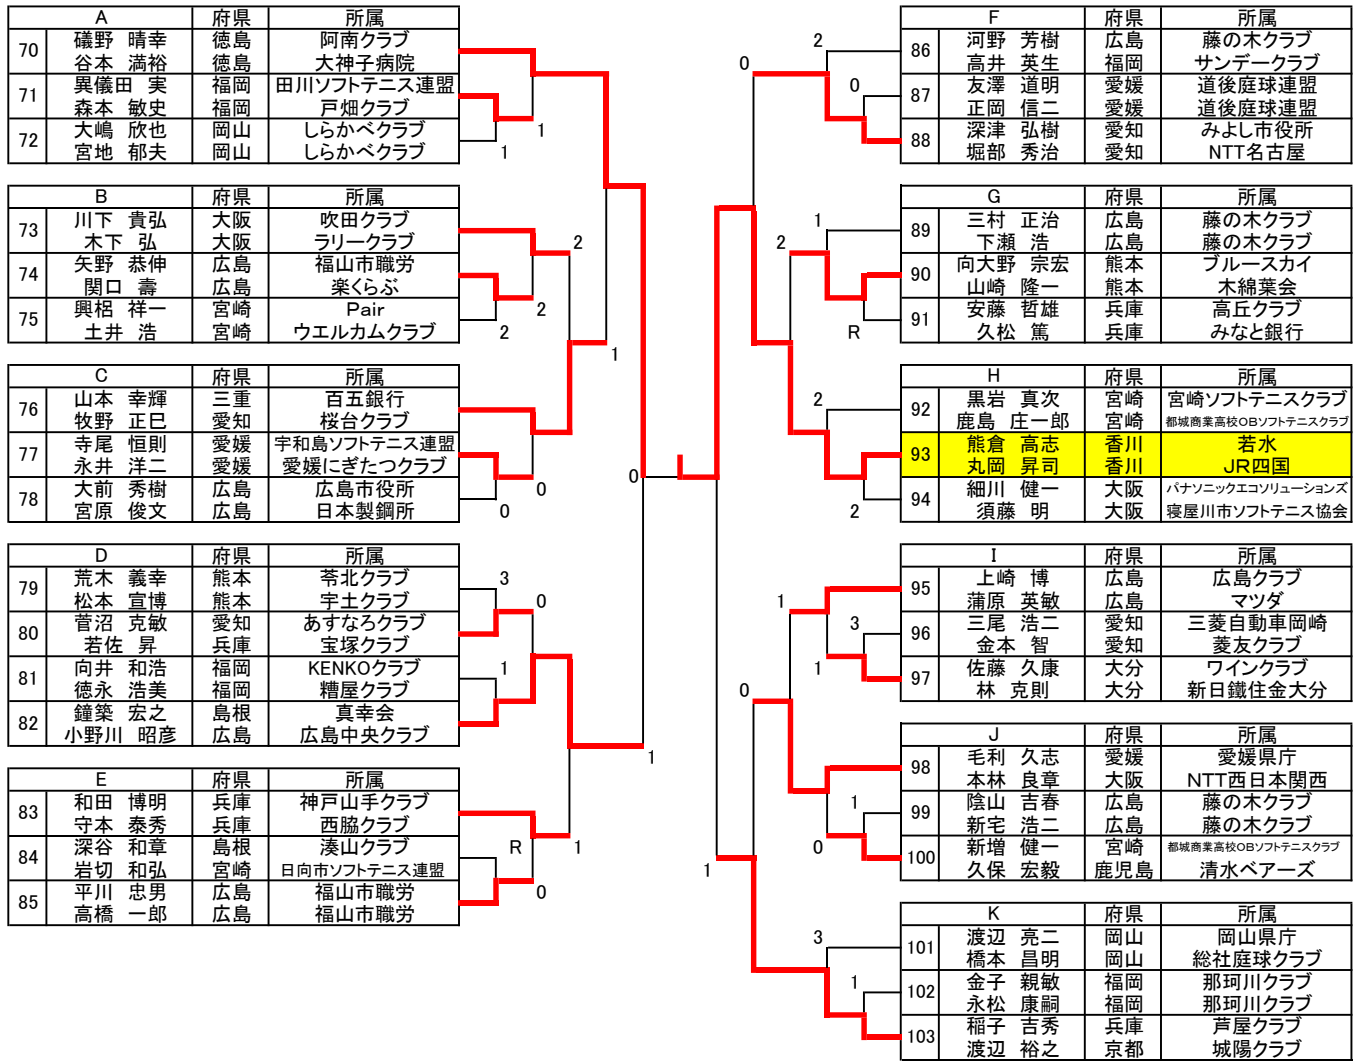 A 府県 所属
70 磯野 晴幸 徳島 阿南クラブ
谷本 満裕 徳島 大神子病院
71 異儀田 実 福岡 田川ソフトテニス連盟
森本 敏史 福岡 戸畑クラブ
72 大嶋 欣也 岡山 しらかべクラブ
宮地 郁夫 岡山 しらかべクラブ
1
1
B 府県 所属
73 川下 貴弘 大阪 吹田クラブ
木下 弘 大阪 ラリークラブ
74 矢野 恭伸 広島 福山市職労
関口 壽 広島 楽くらぶ
75 興梠 祥一 宮崎 Pair
土井 浩 宮崎 ウエルカムクラブ
2
2
2
1
C 府県 所属
76 山本 幸輝 三重 百五銀行
牧野 正巳 愛知 桜台クラブ
77 寺尾 恒則 愛媛 宇和島ソフトテニス連盟
永井 洋二 愛媛 愛媛にぎたつクラブ
78 大前 秀樹 広島 広島市役所
宮原 俊文 広島 日本製鋼所
0
0
0
D 府県 所属
79 荒木 義幸 熊本 苓北クラブ
松本 宣博 熊本 宇土クラブ
80 菅沼 克敏 愛知 あすなろクラブ
若佐 昇 兵庫 宝塚クラブ
81 向井 和浩 福岡 KENKOクラブ
徳永 浩美 福岡 糟屋クラブ
82 鐘築 宏之 島根 真幸会
小野川 昭彦 広島 広島中央クラブ
3
0
1
1
E 府県 所属
83 和田 博明 兵庫 神戸山手クラブ
守本 泰秀 兵庫 西脇クラブ
84 深谷 和章 島根 湊山クラブ
岩切 和弘 宮崎 日向市ソフトテニス連盟
85 平川 忠男 広島 福山市職労
高橋 一郎 広島 福山市職労
R
1
0
F 府県 所属
86 河野 芳樹 広島 藤の木クラブ
高井 英生 福岡 サンデークラブ
87 友澤 道明 愛媛 道後庭球連盟
正岡 信二 愛媛 道後庭球連盟
88 深津 弘樹 愛知 みよし市役所
堀部 秀治 愛知 NTT名古屋
2
0
0
G 府県 所属
89 三村 正治 広島 藤の木クラブ
下瀬 浩 広島 藤の木クラブ
90 向大野 宗宏 熊本 ブルースカイ
山崎 隆一 熊本 木綿葉会
91 安藤 哲雄 兵庫 高丘クラブ
久松 篤 兵庫 みなと銀行
1
2
R
H 府県 所属
92 黒岩 真次 宮崎 宮崎ソフトテニスクラブ
鹿島 庄一郎 宮崎 都城商業高校OBソフトテニスクラブ
93 熊倉 高志 香川 若水
丸岡 昇司 香川 JR四国
94 細川 健一 大阪 パナソニックエコソリューションズ
須藤 明 大阪 寝屋川市ソフトテニス協会
2
2
I 府県 所属
95 上崎 博 広島 広島クラブ
蒲原 英敏 広島 マツダ
96 三尾 浩二 愛知 三菱自動車岡崎
金本 智 愛知 菱友クラブ
97 佐藤 久康 大分 ワインクラブ
林 克則 大分 新日鐵住金大分
1
3
1
0
J 府県 所属
98 毛利 久志 愛媛 愛媛県庁
本林 良章 大阪 NTT西日本関西
99 陰山 吉春 広島 藤の木クラブ
新宅 浩二 広島 藤の木クラブ
100 新増 健一 宮崎 都城商業高校OBソフトテニスクラブ
久保 宏毅 鹿児島 清水ベアーズ
1
0
1
K 府県 所属
101 渡辺 亮二 岡山 岡山県庁
橋本 昌明 岡山 総社庭球クラブ
102 金子 親敏 福岡 那珂川クラブ
永松 康嗣 福岡 那珂川クラブ
103 稲子 吉秀 兵庫 芦屋クラブ
渡辺 裕之 京都 城陽クラブ
3
1